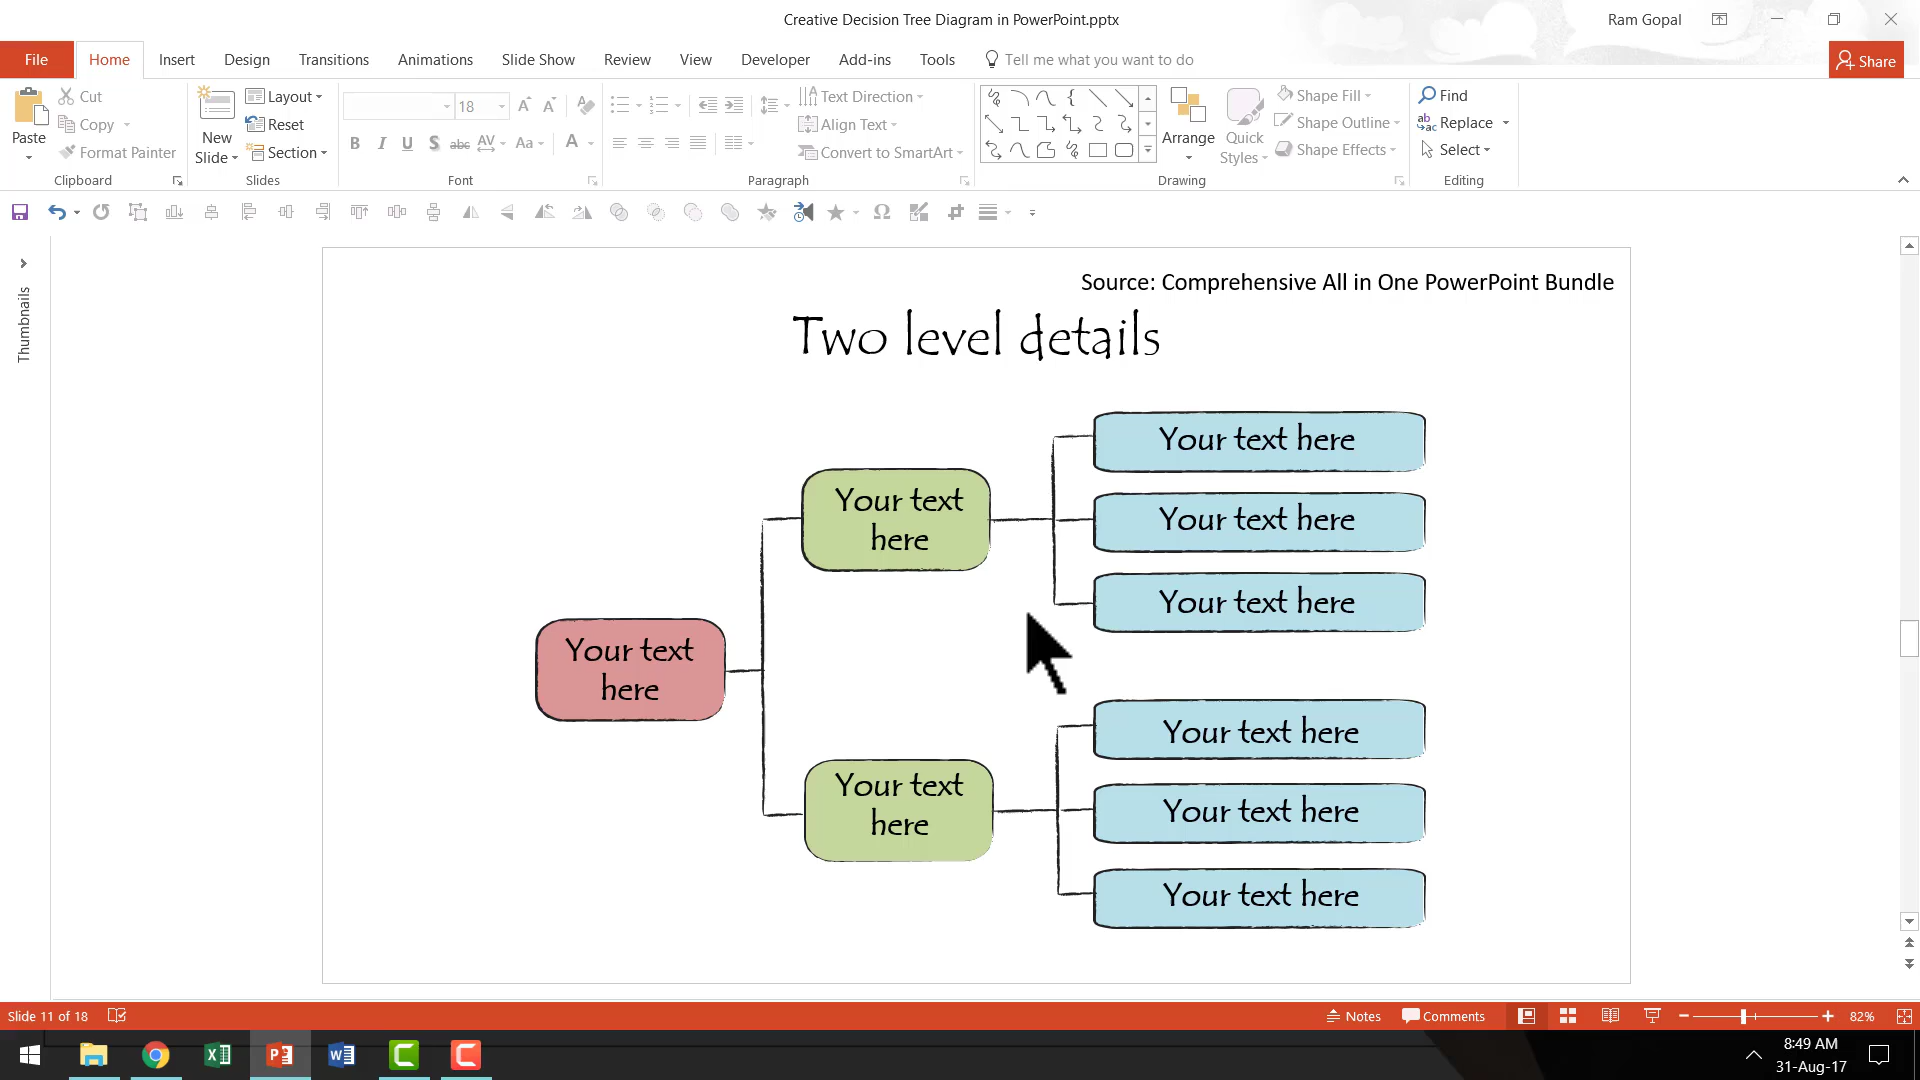 Creative Decision Tree Diagram in PowerPoint.pptx
Ram Gopal
File
Home
Insert
Design
Transitions
Animations
Slide Show
Review
View
Developer
Add-ins
Tools
Tell me what you want to do
Share
Paste
Cut
Copy
Format Painter
Clipboard
New
Slide
Layout
Reset
Section
Slides
18
B I U S abc AV Aa A
Font
Text Direction
Align Text
Convert to SmartArt
Paragraph
Arrange
Quick
Styles
Shape Fill
Shape Outline
Shape Effects
Drawing
Find
Replace
Select
Editing
Thumbnails
Source: Comprehensive All in One PowerPoint Bundle
Two level details
Your text here
Your text
here
Your text here
Your text here
Your text
here
Your text here
Your text
here
Your text here
Your text here
Slide 11 of 18
Notes
Comments
82%
8:49 AM
31-Aug-17